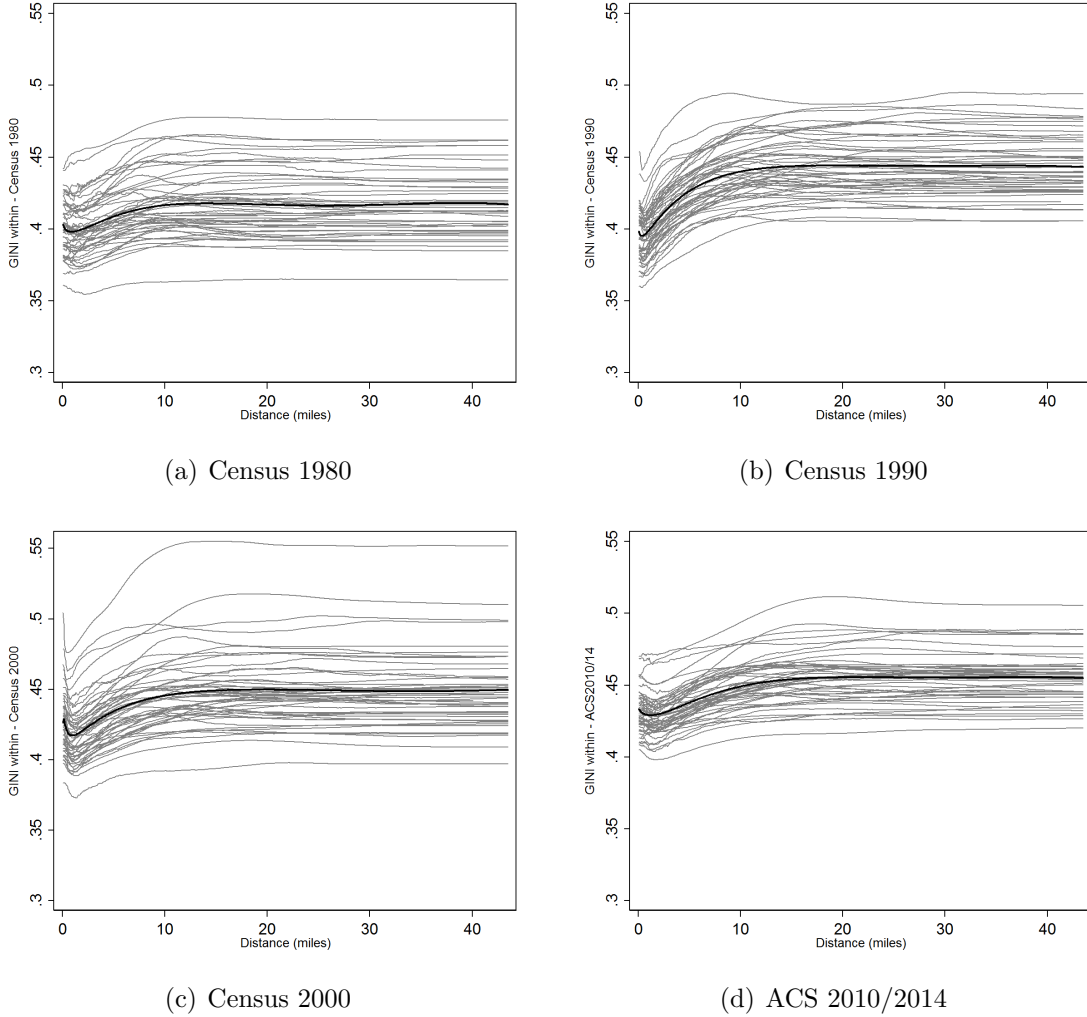 .55
.5
.45
.4
.35
.3
GINI within - Census 1980
0 10 20 30 40
Distance (miles)
(a) Census 1980
.55
.5
.45
.4
.35
.3
GINI within - Census 1990
0 10 20 30 40
Distance (miles)
(b) Census 1990
.55
.5
.45
.4
.35
.3
GINI within - Census 2000
0 10 20 30 40
Distance (miles)
(c) Census 2000
.55
.5
.45
.4
.35
.3
GINI within - ACS2010/14
0 10 20 30 40
Distance (miles)
(d) ACS 2010/2014